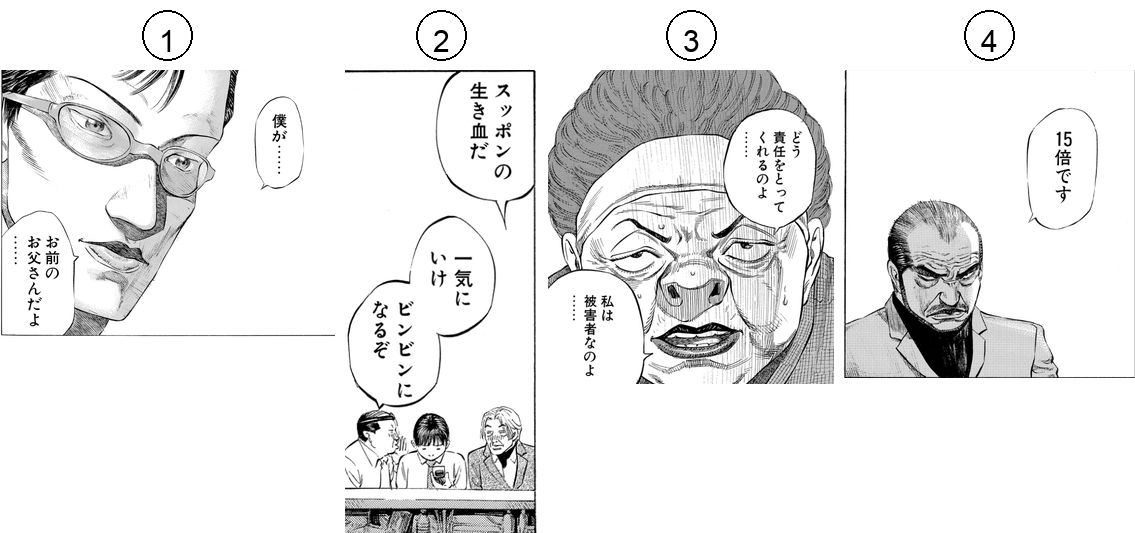 1
2
3
4
僕が……
お前の
お父さんだよ
……
スッポンの
生き血だ
一気に
いけ
ビンビンに
なるぞ
どう
責任をとって
くれるのよ
……
私は
被害者なのよ
……
15倍です